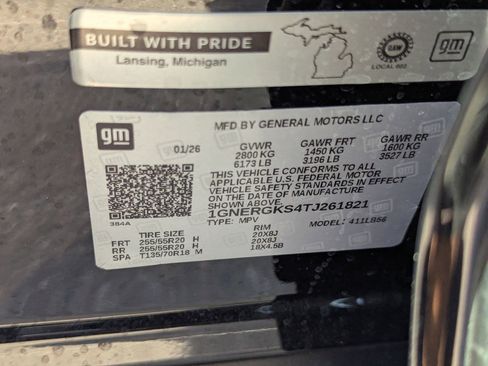 BUILT WITH PRIDE
Lansing, Michigan
UAW
LOCAL 602
gm
gm
MFD BY GENERAL MOTORS LLC
01/26
GVWR GAWR FRT GAWR RR
2800 KG 1450 KG 1600 KG
6173 LB 3196 LB 3527 LB
THIS VEHICLE CONFORMS TO ALL
APPLICABLE U.S. FEDERAL MOTOR
VEHICLE SAFETY STANDARDS IN EFFECT
ON THE DATE OF MANUFACTURE SHOWN ABOVE.
1GNERGKS4TJ261821
384A
TYPE: MPV MODEL: 411LB56
TIRE SIZE RIM
FRT 255/55R20 H 20X8J
RR 255/55R20 H 20X8J
SPA T135/70R18 M 18X4.5B